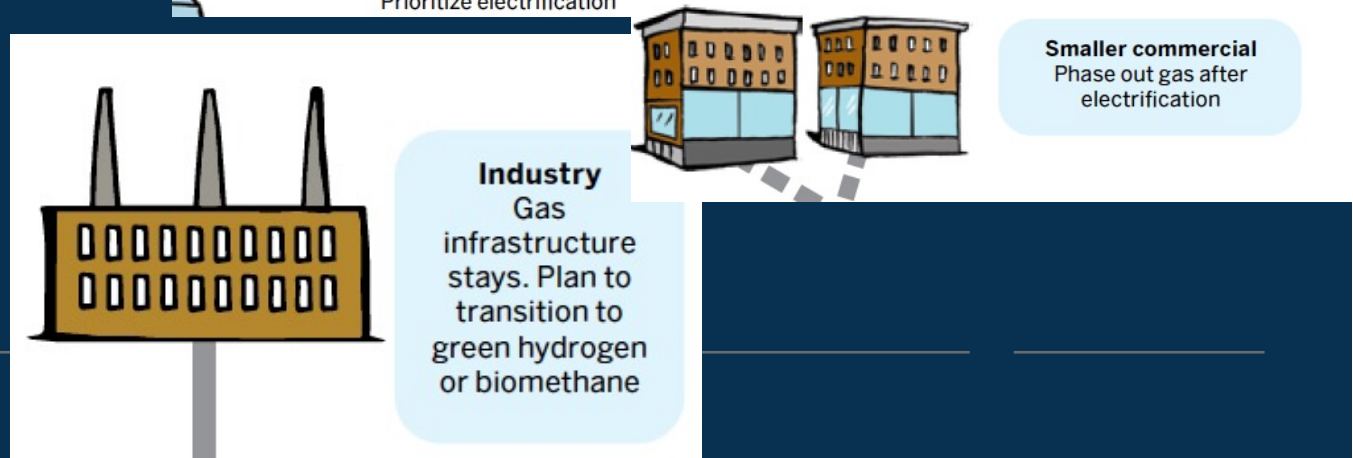 Prioritize electrification
Smaller commercial
Phase out gas after
electrification
Industry
Gas
infrastructure
stays. Plan to
transition to
green hydrogen
or biomethane